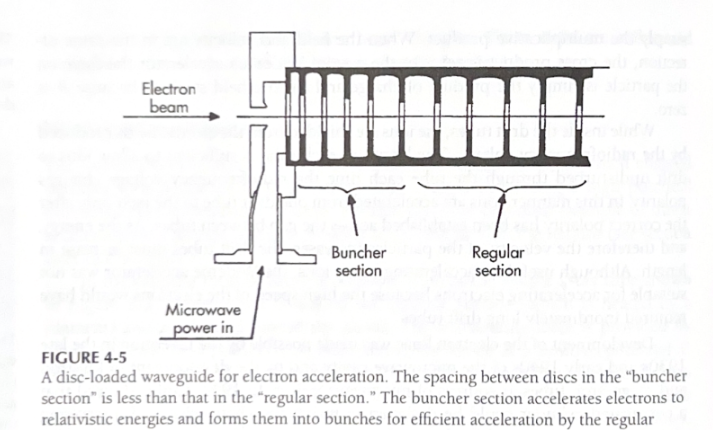 Electron
beam
Buncher
section
Regular
section
Microwave
power in
FIGURE 4-5
A disc-loaded waveguide for electron acceleration. The spacing between discs in the “buncher
section” is less than that in the “regular section.” The buncher section accelerates electrons to
relativistic energies and forms them into bunches for efficient acceleration by the regular